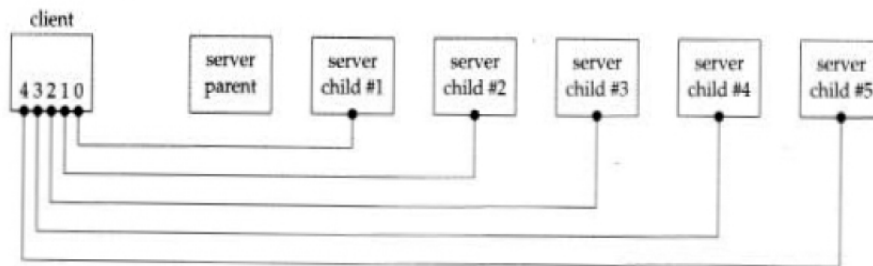 client
4 3 2 1 0
server
parent
server
child #1
server
child #2
server
child #3
server
child #4
server
child #5